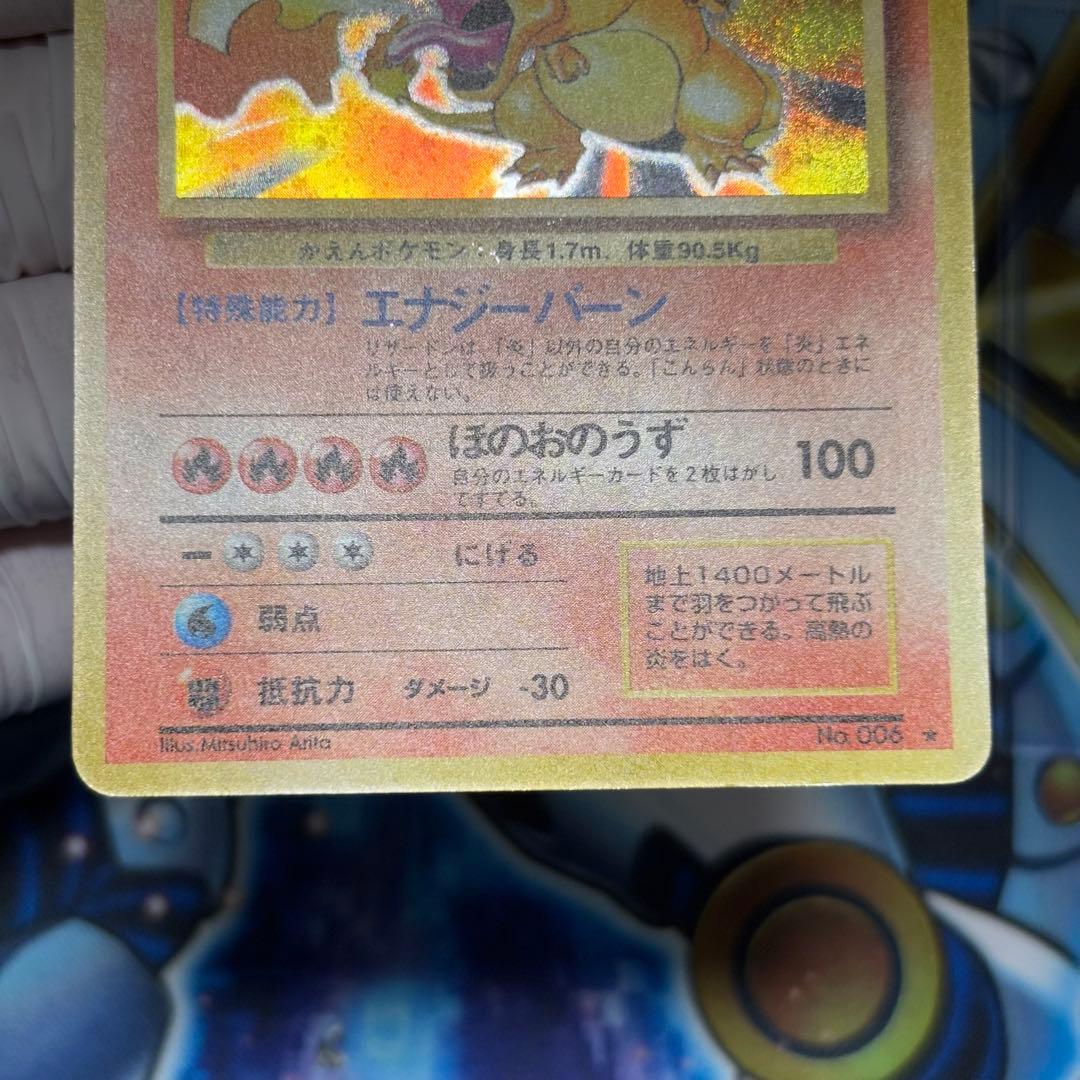 かえんポケモン・身長1.7m. 体重90.5Kg
【特殊能力】 エナジーバーン
リザードンは、「炎」以外の自分のエネルギーを「炎」エネ
ルギーとして扱うことができる。「こんらん」状態のときに
は使えない。
ほのおのうず 100
自分のエネルギーカードを2枚はがし
てすてる。
にげる
弱点
抵抗力 ダメージ -30
地上1400メートル
まで羽をつかって飛ぶ
ことができる。高熱の
炎をはく。
Illus.Mitsuhiro Arita
No.006 ★